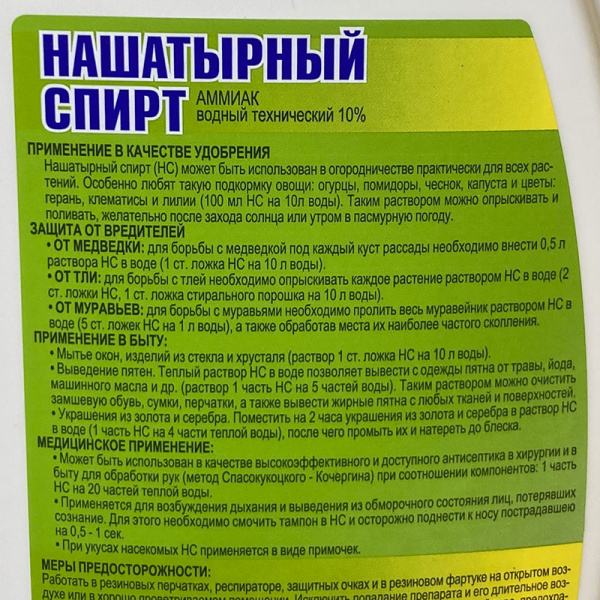 НАШАТЫРНЫЙ
СПИРТ АММИАК
водный технический 10%
ПРИМЕНЕНИЕ В КАЧЕСТВЕ УДОБРЕНИЯ
Нашатырный спирт (НС) может быть использован в огородничестве практически для всех рас-
тений. Особенно любят такую подкормку овощи: огурцы, помидоры, чеснок, капуста и цветы:
герань, клематисы и лилии (100 мл НС на 10л воды). Таким раствором можно опрыскивать и
поливать, желательно после захода солнца или утром в пасмурную погоду.
ЗАЩИТА ОТ ВРЕДИТЕЛЕЙ
• ОТ МЕДВЕДКИ: для борьбы с медведкой под каждый куст рассады необходимо внести 0,5 л
раствора НС в воде (1 ст. ложка НС на 10 л воды).
• ОТ ТЛИ: для борьбы с тлей необходимо опрыскивать каждое растение раствором НС в воде (2
ст. ложки НС, 1 ст. ложка стирального порошка на 10 л воды).
• ОТ МУРАВЬЕВ: для борьбы с муравьями необходимо пролить весь муравейник раствором НС в
воде (5 ст. ложек НС на 1 л воды), а также обработав места их наиболее частого скопления.
ПРИМЕНЕНИЕ В БЫТУ:
• Мытье окон, изделий из стекла и хрусталя (раствор 1 ст. ложка НС на 10 л воды).
• Выведение пятен. Теплый раствор НС в воде позволяет вывести с одежды пятна от травы, йода,
машинного масла и др. (раствор 1 часть НС на 5 частей воды). Таким раствором можно очистить
замшевую обувь, сумки, перчатки, а также вывести жирные пятна с любых тканей и поверхностей.
• Украшения из золота и серебра. Поместить на 2 часа украшения из золота и серебра в раствор НС
в воде (1 часть НС на 4 части теплой воды), после чего промыть их и натереть до блеска.
МЕДИЦИНСКОЕ ПРИМЕНЕНИЕ:
• Может быть использован в качестве высокоэффективного и доступного антисептика в хирургии и в
быту для обработки рук (метод Спасокукоцкого - Кочергина) при соотношении компонентов: 1 часть
НС на 20 частей теплой воды.
• Применяется для возбуждения дыхания и выведения из обморочного состояния лиц, потерявших
сознание. Для этого необходимо смочить тампон в НС и осторожно поднести к носу пострадавшею
на 0,5 - 1 сек.
• При укусах насекомых НС применяется в виде примочек.
МЕРЫ ПРЕДОСТОРОЖНОСТИ:
Работать в резиновых перчатках, респираторе, защитных очках и в резиновом фартуке на открытом воз-
духе или в хорошо проветриваемом помещении. Исключить попадание препарата и его длительное воз-